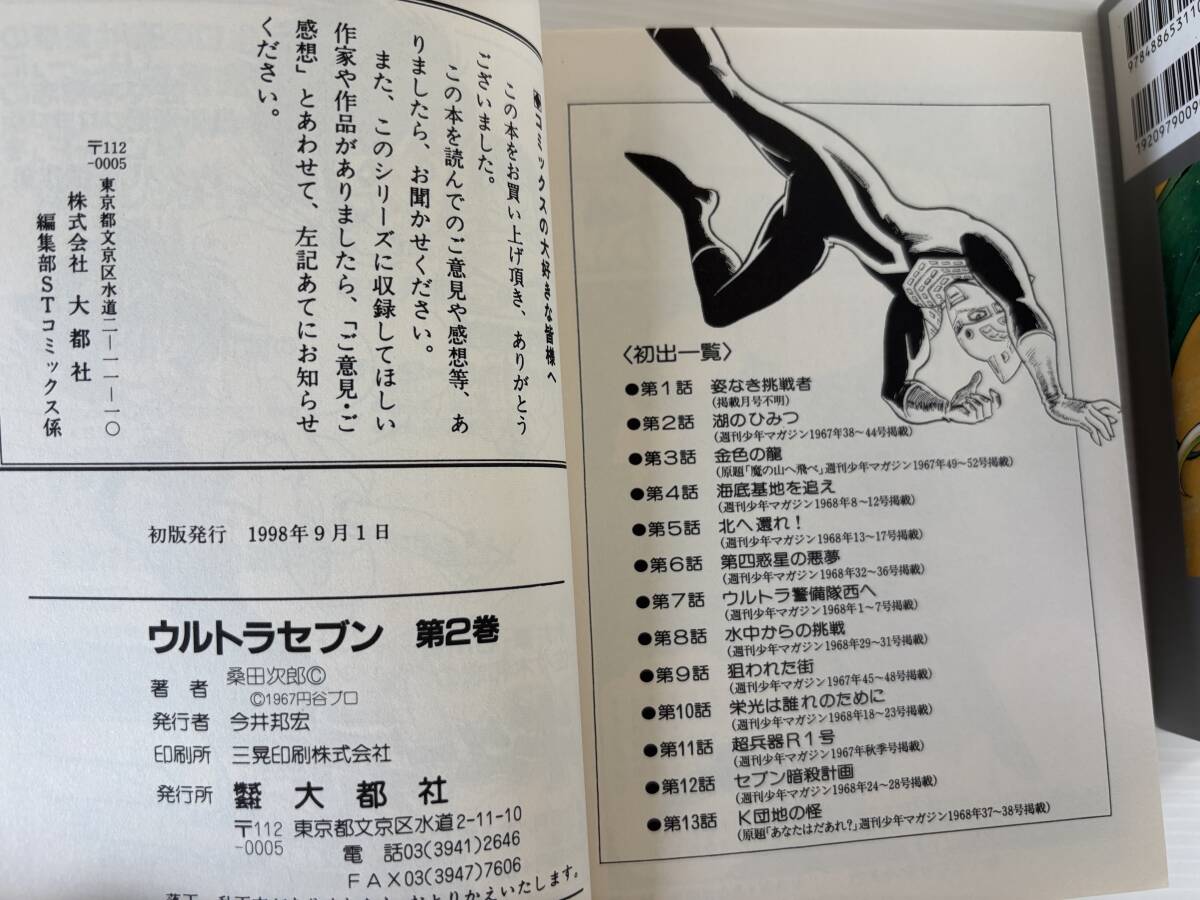 ●コミックスの大好きな皆様へ
この本をお買い上げ頂き、ありがとう
ございました。
この本を読んでのご意見や感想等、あ
りましたら、お聞かせください。
また、このシリーズに収録してほしい
作家や作品がありましたら、「ご意見・ご
感想」とあわせて、左記あてにお知らせ
ください。
〒112-0005 東京都文京区水道二―一一―一〇
株式会社 大都社
編集部STコミックス係
初版発行 1998年9月1日
ウルトラセブン 第2巻
著者 桑田次郎©
©1967円谷プロ
発行者 今井邦宏
印刷所 三晃印刷株式会社
発行所 株式会社 大都社
〒112-0005 東京都文京区水道2-11-10
電話03(3941)2646
FAX03(3947)7606
おとりかえいたします。
〈初出一覧〉
●第1話 姿なき挑戦者
(掲載月号不明)
●第2話 湖のひみつ
(週刊少年マガジン1967年38〜44号掲載)
●第3話 金色の龍
(原題「魔の山へ飛べ」週刊少年マガジン1967年49〜52号掲載)
●第4話 海底基地を追え
(週刊少年マガジン1968年8〜12号掲載)
●第5話 北へ還れ!
(週刊少年マガジン1968年13〜17号掲載)
●第6話 第四惑星の悪夢
(週刊少年マガジン1968年32〜36号掲載)
●第7話 ウルトラ警備隊西へ
(週刊少年マガジン1968年1〜7号掲載)
●第8話 水中からの挑戦
(週刊少年マガジン1968年29〜31号掲載)
●第9話 狙われた街
(週刊少年マガジン1967年45〜48号掲載)
●第10話 栄光は誰れのために
(週刊少年マガジン1968年18〜23号掲載)
●第11話 超兵器R1号
(週刊少年マガジン1967年秋季号掲載)
●第12話 セブン暗殺計画
(週刊少年マガジン1968年24〜28号掲載)
●第13話 K団地の怪
(原題「あなたはだあれ?」週刊少年マガジン1968年37〜38号掲載)
97848865311
192097900